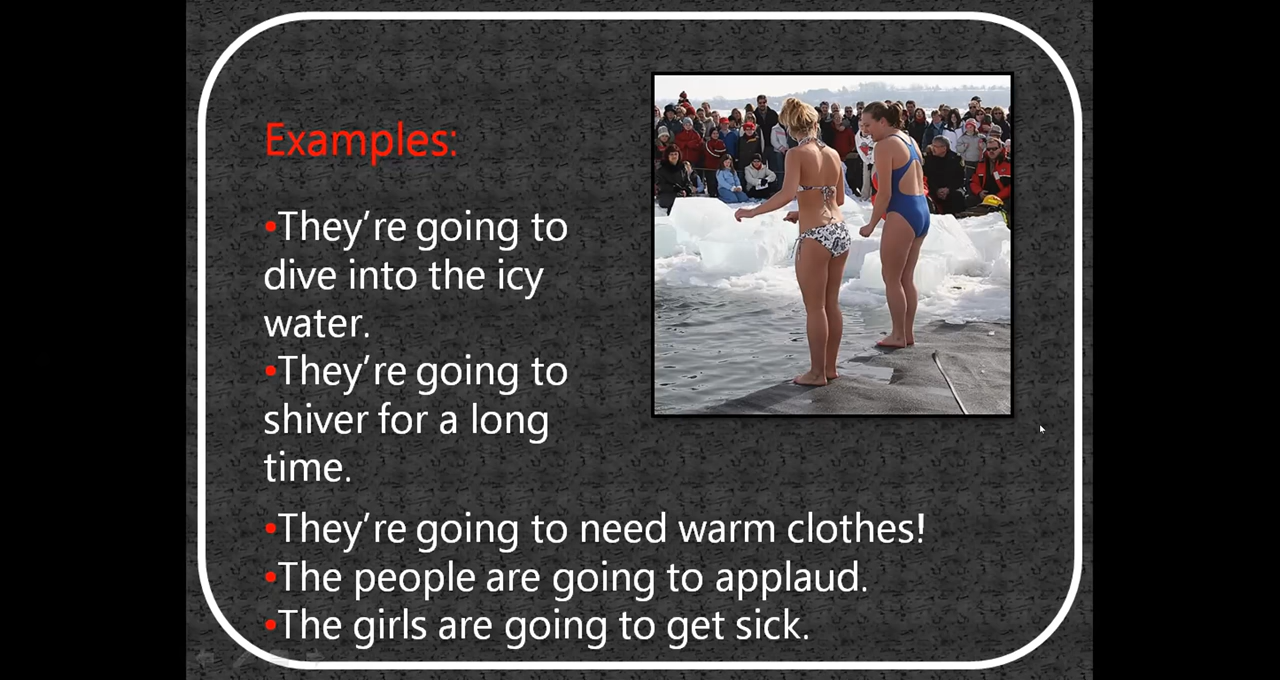 Examples:
•They’re going to
dive into the icy
water.
•They’re going to
shiver for a long
time.
•They’re going to need warm clothes!
•The people are going to applaud.
•The girls are going to get sick.